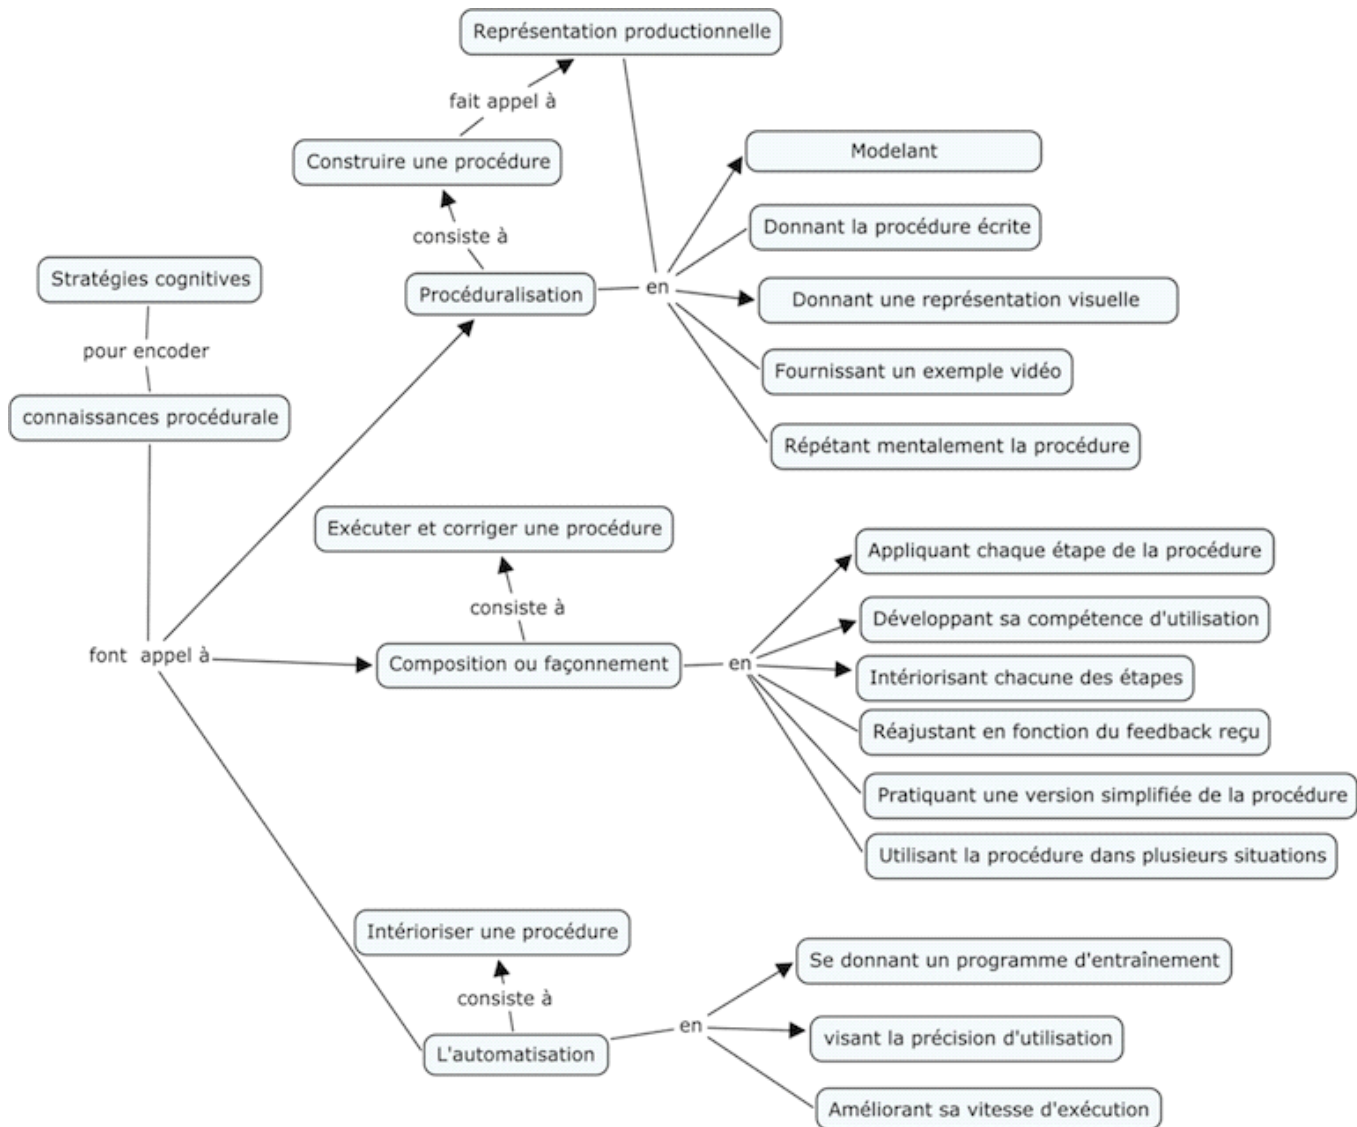 Représentation productionnelle
fait appel à
Construire une procédure
consiste à
Procéduralisation
en
Modelant
Donnant la procédure écrite
Donnant une représentation visuelle
Fournissant un exemple vidéo
Répétant mentalement la procédure
Stratégies cognitives
pour encoder
connaissances procédurale
font appel à
Exécuter et corriger une procédure
consiste à
Composition ou façonnement
en
Appliquant chaque étape de la procédure
Développant sa compétence d'utilisation
Intériorisant chacune des étapes
Réajustant en fonction du feedback reçu
Pratiquant une version simplifiée de la procédure
Utilisant la procédure dans plusieurs situations
Intérioriser une procédure
consiste à
L'automatisation
en
Se donnant un programme d'entraînement
visant la précision d'utilisation
Améliorant sa vitesse d'exécution